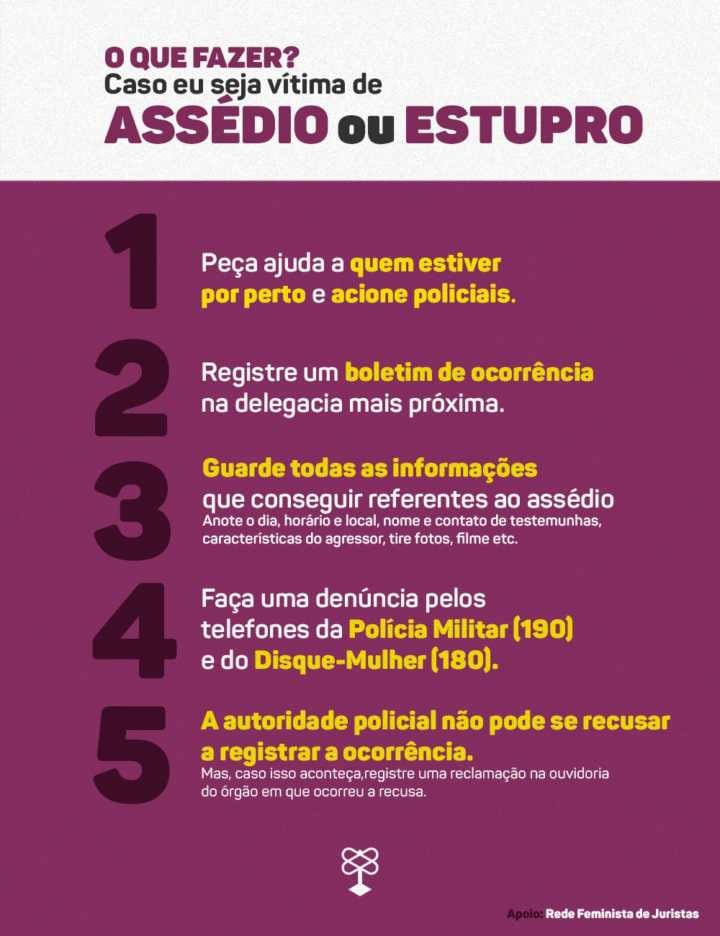 O QUE FAZER?
Caso eu seja vítima de
ASSÉDIO ou ESTUPRO
1
Peça ajuda a quem estiver
por perto e acione policiais.
2
Registre um boletim de ocorrência
na delegacia mais próxima.
3
Guarde todas as informações
que conseguir referentes ao assédio
Anote o dia, horário e local, nome e contato de testemunhas,
características do agressor, tire fotos, filme etc.
4
Faça uma denúncia pelos
telefones da Polícia Militar (190)
e do Disque-Mulher (180).
5
A autoridade policial não pode se recusar
a registrar a ocorrência.
Mas, caso isso aconteça,registre uma reclamação na ouvidoria
do órgão em que ocorreu a recusa.
Apoio: Rede Feminista de Juristas